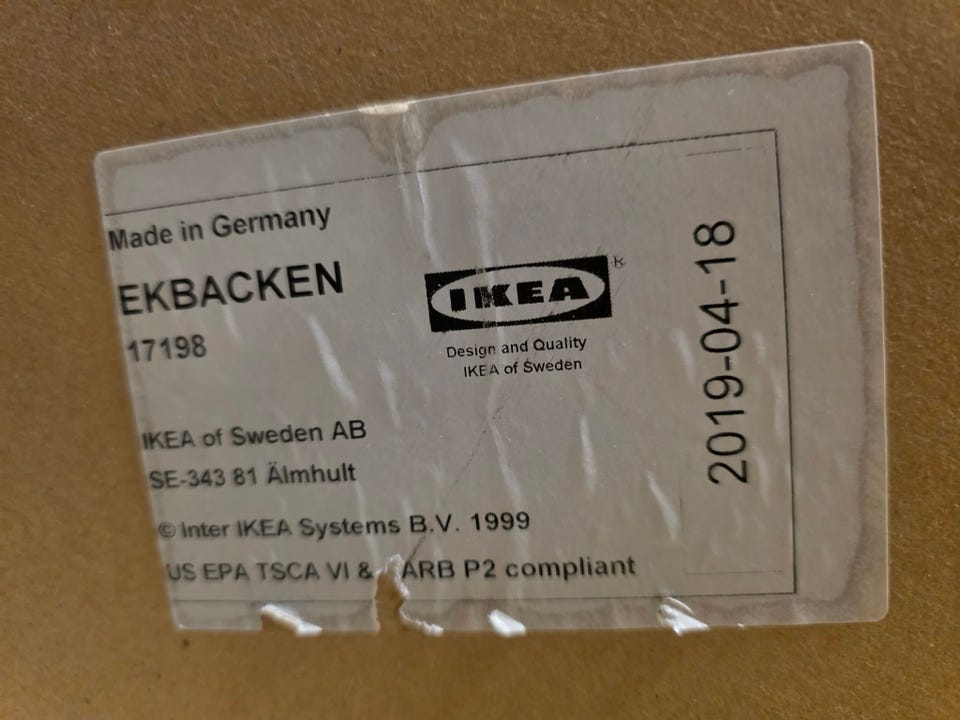 Made in Germany
EKBACKEN
17198
IKEA®
Design and Quality
IKEA of Sweden
IKEA of Sweden AB
SE-343 81 Älmhult
© Inter IKEA Systems B.V. 1999
US EPA TSCA VI & ARB P2 compliant
2019-04-18